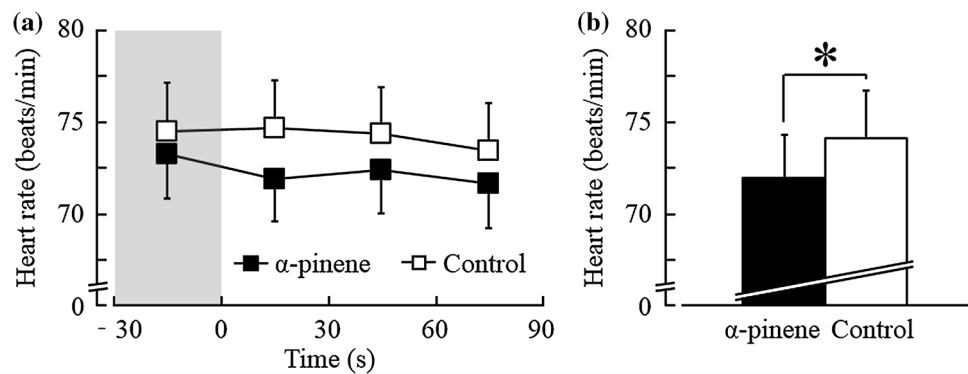 (a)
Heart rate (beats/min)
80
75
70
0
α-pinene
Control
- 30
0
30
60
90
Time (s)
(b)
Heart rate (beats/min)
80
75
70
0
*
α-pinene
Control